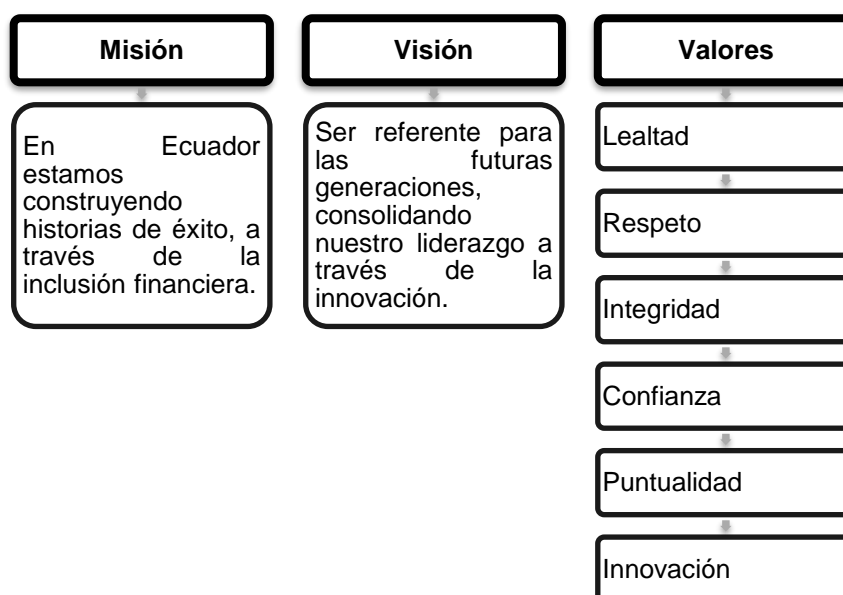 Misión
En Ecuador
estamos
construyendo
historias de éxito, a
través de la
inclusión financiera.
Visión
Ser referente para
las futuras
generaciones,
consolidando
nuestro liderazgo a
través de la
innovación.
Valores
Lealtad
Respeto
Integridad
Confianza
Puntualidad
Innovación